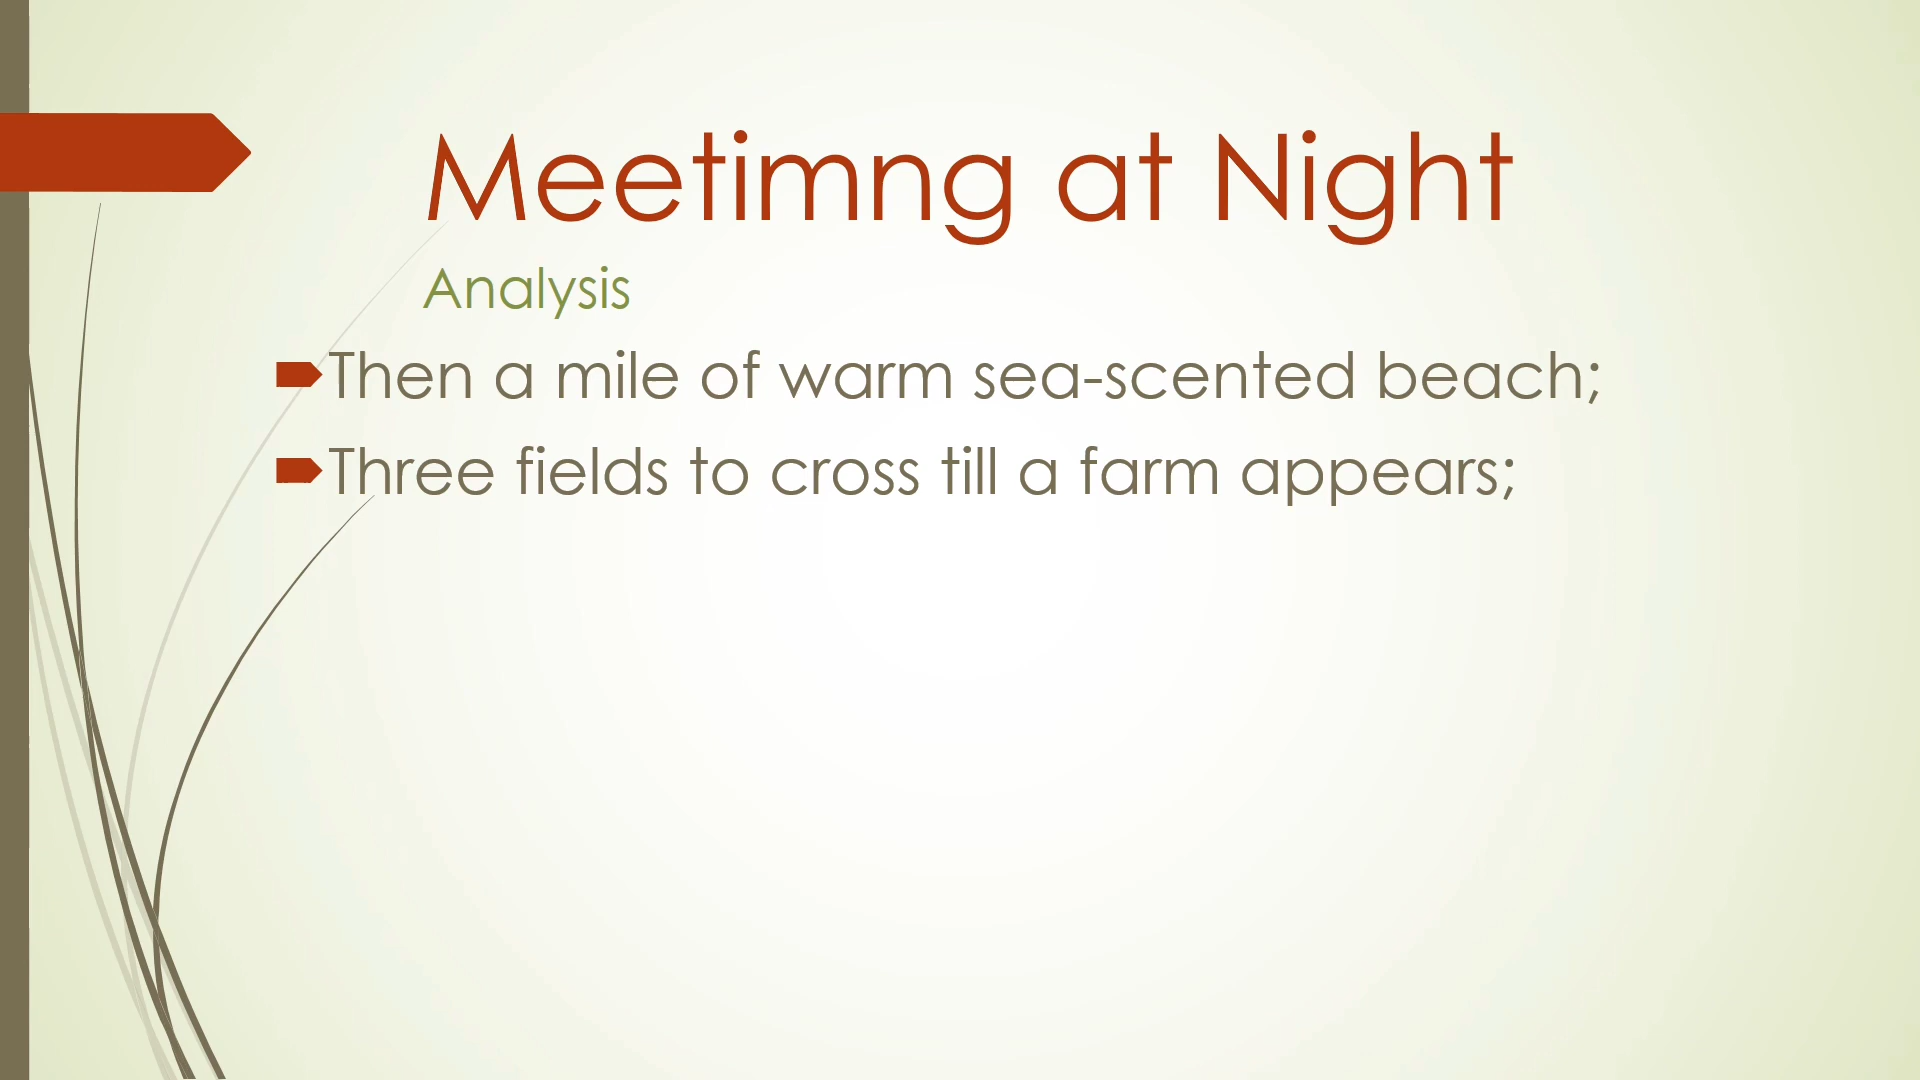 Meetimng at Night
Analysis
Then a mile of warm sea-scented beach;
Three fields to cross till a farm appears;